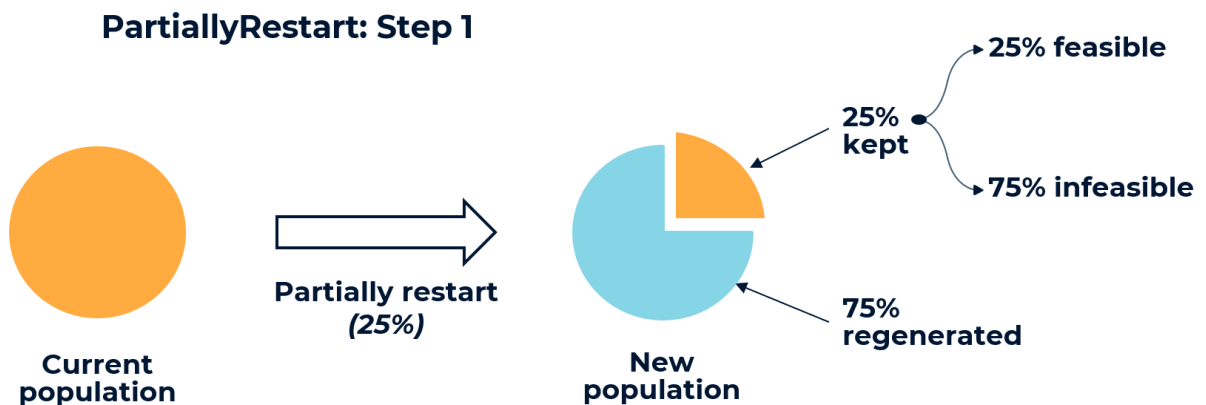 PartiallyRestart: Step 1
25% feasible
25%
kept
75% infeasible
Partially restart
(25%)
75%
regenerated
Current
population
New
population